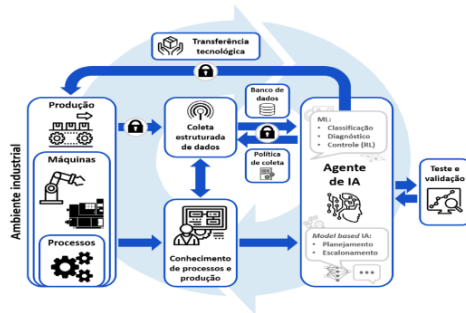 Transferência
tecnológica
Ambiente industrial
Produção
Máquinas
Processos
Coleta
estruturada
de dados
Banco de
dados
Política
de coleta
Conhecimento
de processos e
produção
ML:
• Classificação
• Diagnóstico
• Controle (RL)
Agente
de IA
Model based IA:
• Planejamento
• Escalonamento
Teste e
validação